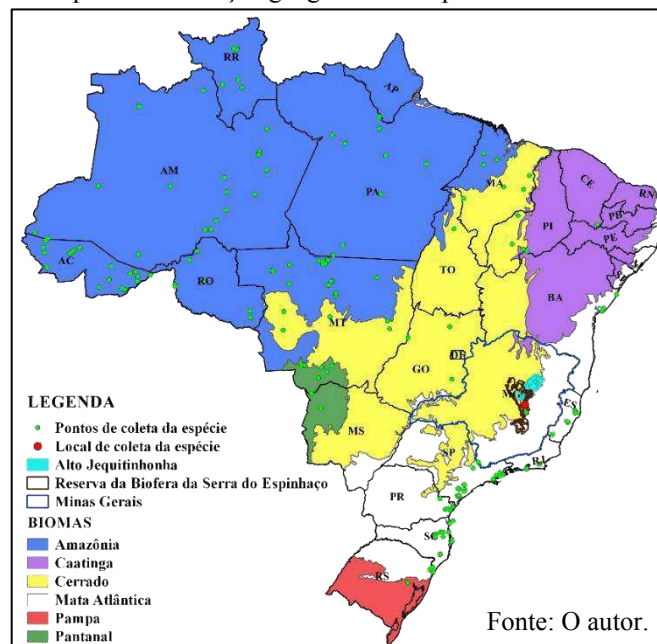 RR
AP
AM
PA
MA
CE
RN
PI
PB
PE
AC
RO
TO
BA
MT
GO
DF
ES
MS
SP
RJ
PR
SC
RS
LEGENDA
Pontos de coleta da espécie
Local de coleta da espécie
Alto Jequitinhonha
Reserva da Biofera da Serra do Espinhaço
Minas Gerais
BIOMAS
Amazônia
Caatinga
Cerrado
Mata Atlântica
Pampa
Pantanal
Fonte: O autor.